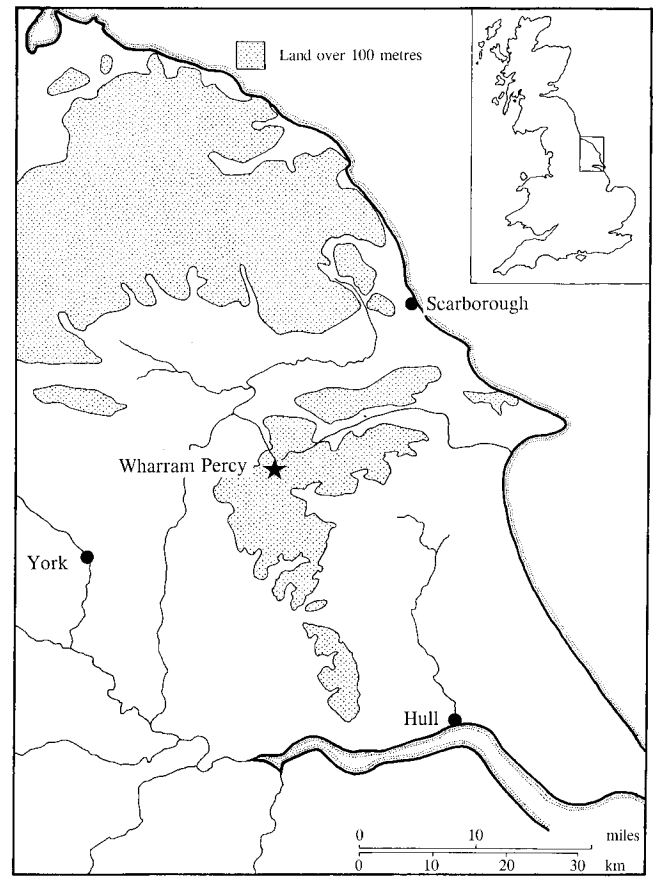 Land over 100 metres
Scarborough
Wharram Percy
York
Hull
0 10 miles
0 10 20 30 km